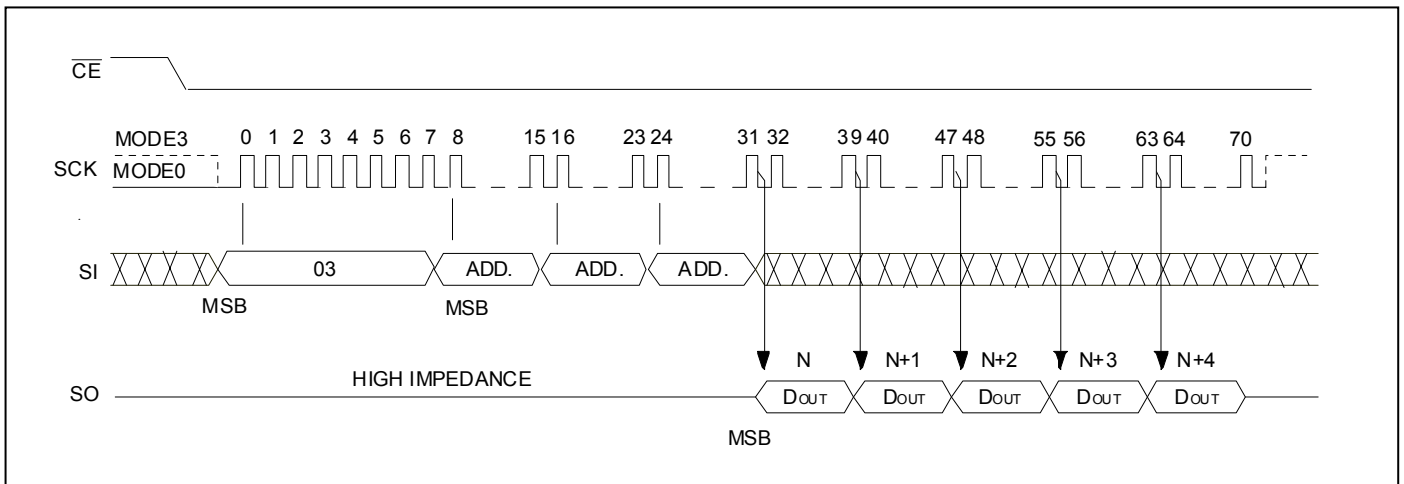 CE
MODE3
0 1 2 3 4 5 6 7 8 15 16 23 24 31 32 39 40 47 48 55 56 63 64 70
SCK
MODE0
SI
03 ADD. ADD. ADD.
MSB MSB
N N+1 N+2 N+3 N+4
HIGH IMPEDANCE
SO
DOUT DOUT DOUT DOUT DOUT
MSB